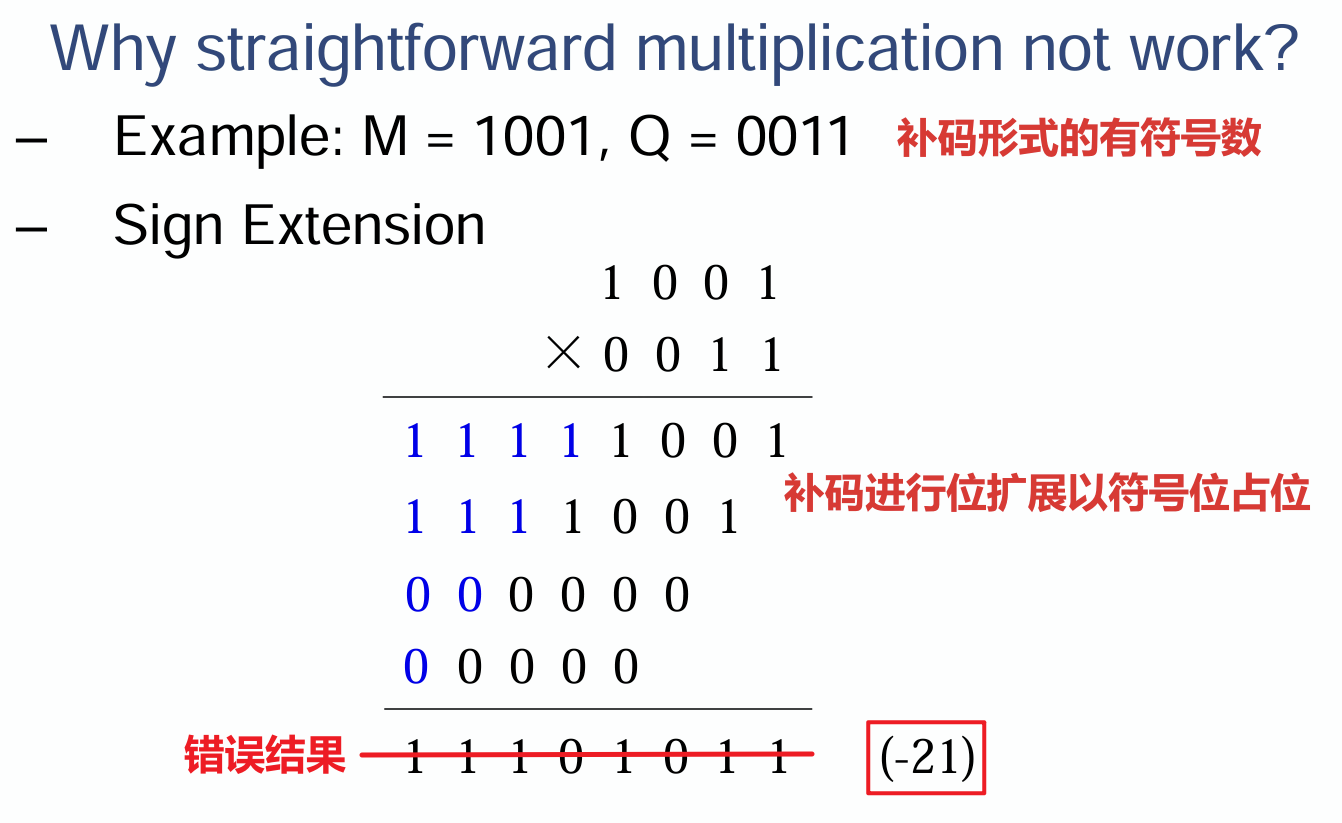 Why straightforward multiplication not work?
– Example: M = 1001, Q = 0011 补码形式的有符号数
– Sign Extension
1 0 0 1
× 0 0 1 1
1 1 1 1 1 0 0 1
补码进行位扩展以符号位占位
1 1 1 1 0 0 1
0 0 0 0 0 0
0 0 0 0 0
错误结果 1 1 1 0 1 0 1 1 (-21)